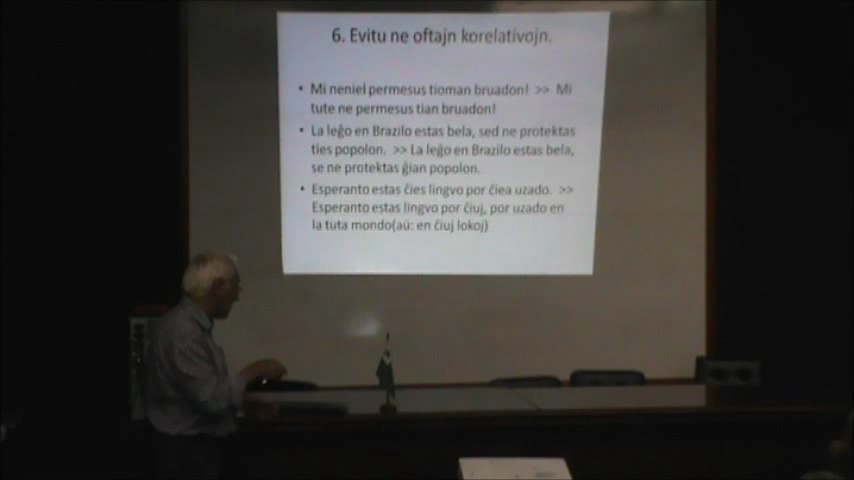 6. Evitu ne oftajn korelativojn.
• Mi neniel permesus tioman bruadon! >> Mi
tute ne permesus tian bruadon!
• La leĝo en Brazilo estas bela, sed ne protektas
ties popolon. >> La leĝo en Brazilo estas bela,
se ne protektas ĝian popolon.
• Esperanto estas ĉies lingvo por ĉiea uzado. >>
Esperanto estas lingvo por ĉiuj, por uzado en
la tuta mondo(aŭ: en ĉiuj lokoj)